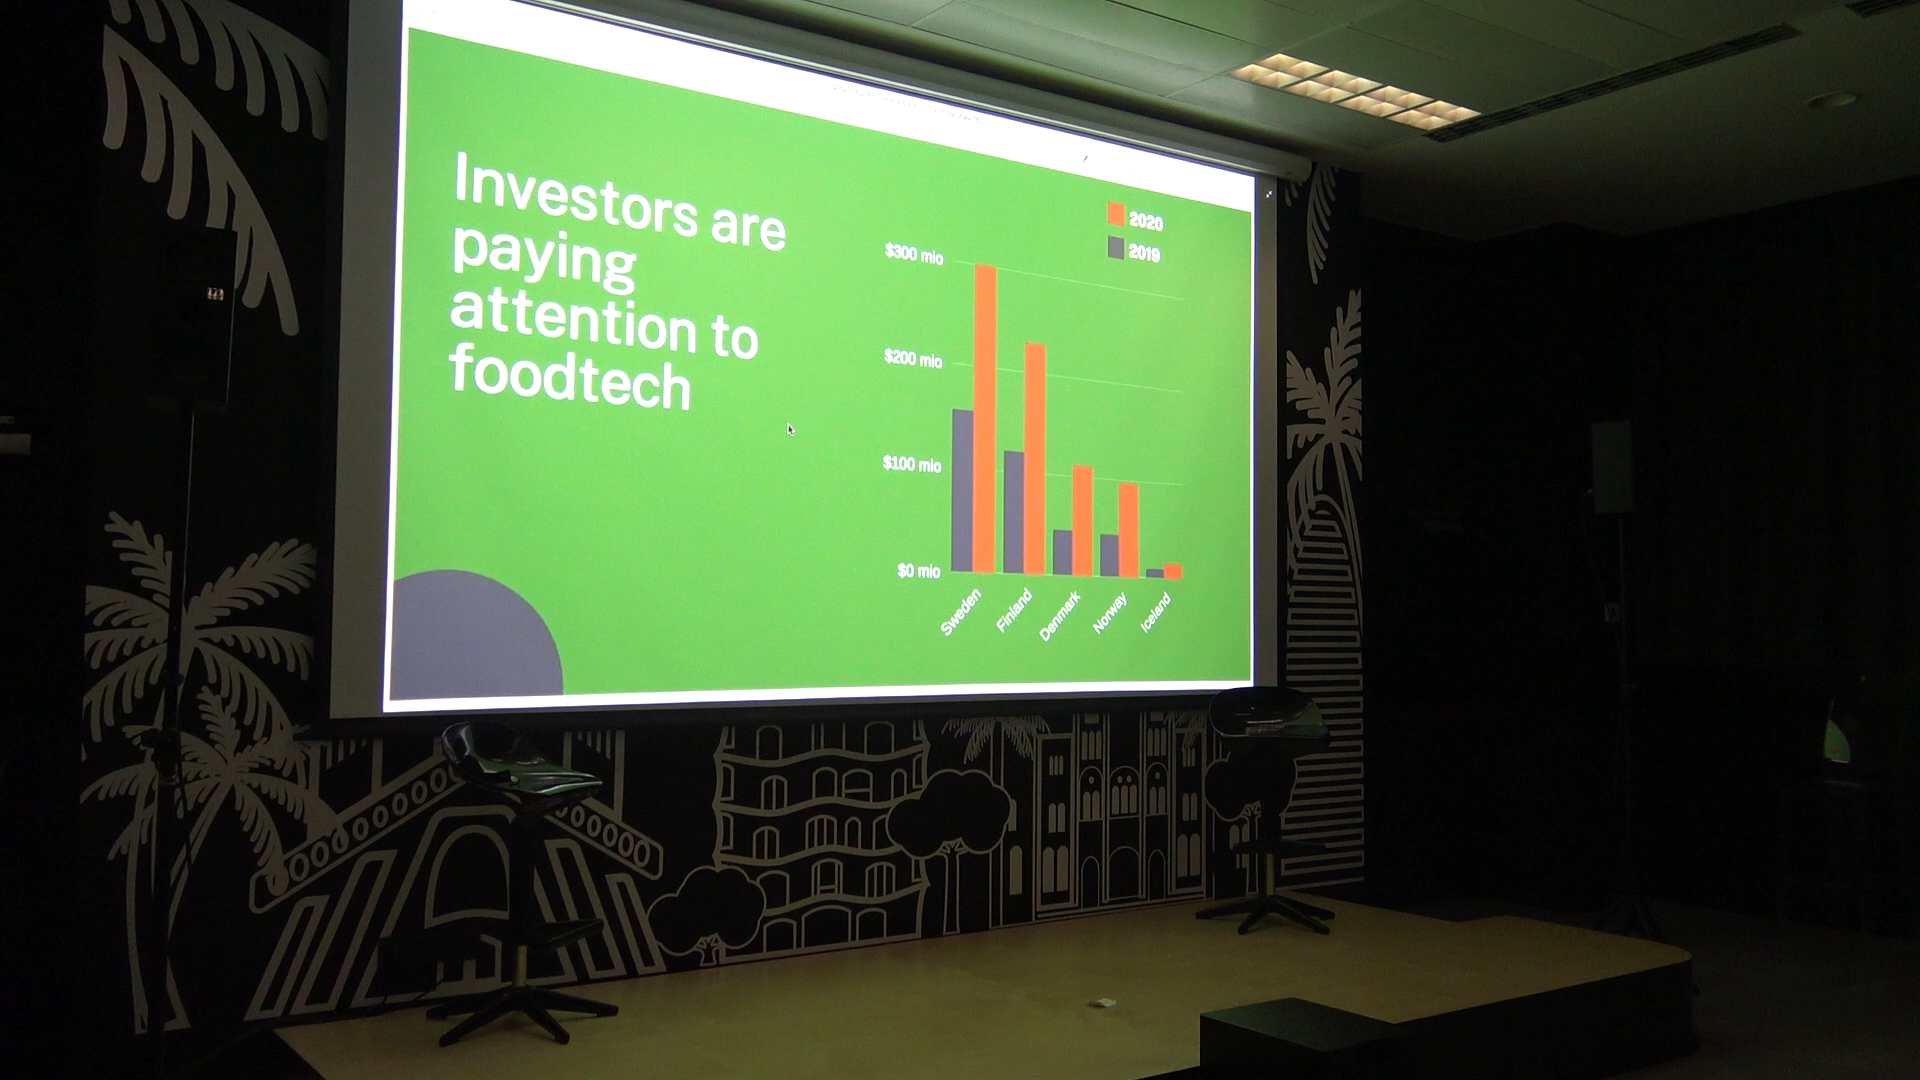 Investors are
paying
attention to
foodtech
2020
2019
$300 mio
$200 mio
$100 mio
$0 mio
Sweden
Finland
Denmark
Norway
Iceland